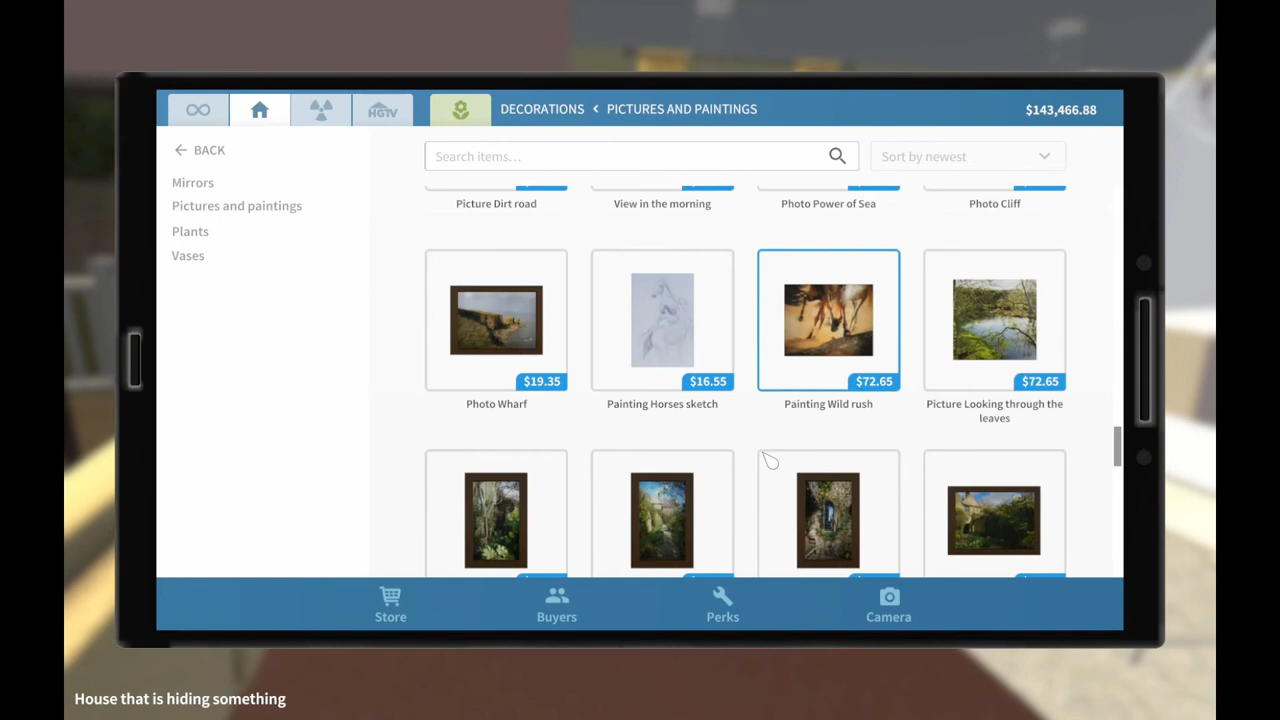 HGTV
DECORATIONS < PICTURES AND PAINTINGS
$143,466.88
BACK
Search items...
Sort by newest
Mirrors
Pictures and paintings
Plants
Vases
Picture Dirt road
View in the morning
Photo Power of Sea
Photo Cliff
$19.35
$16.55
$72.65
$72.65
Photo Wharf
Painting Horses sketch
Painting Wild rush
Picture Looking through the
leaves
Store
Buyers
Perks
Camera
House that is hiding something